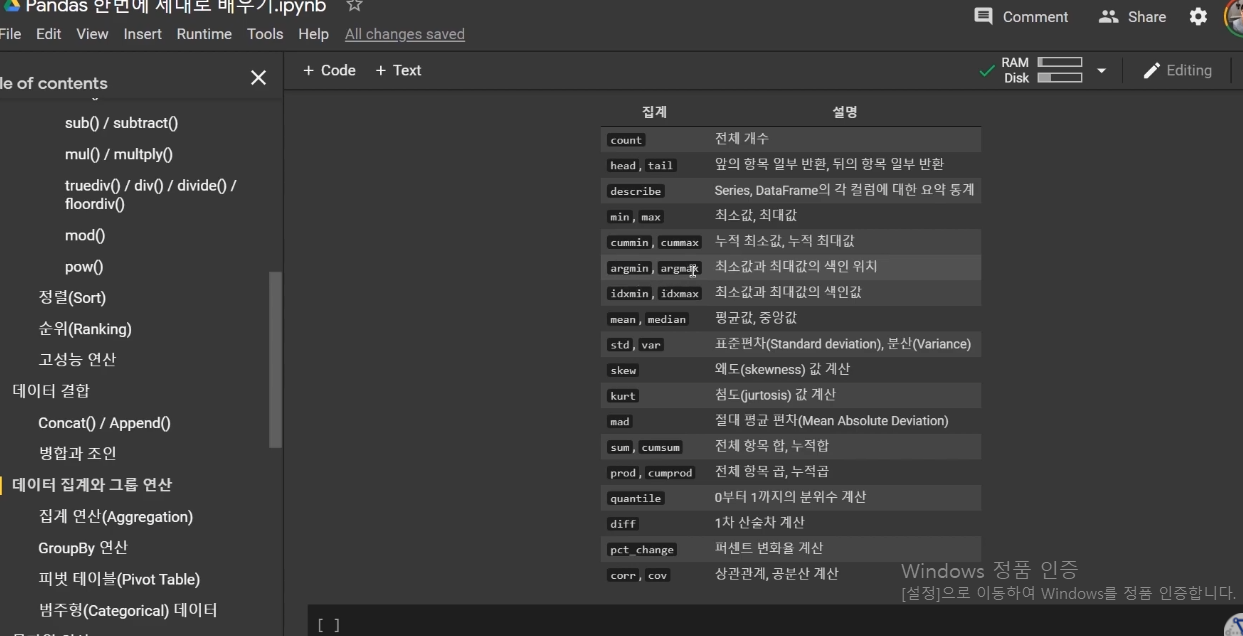 Pandas 한번에 제대로 배우기.ipynb
File Edit View Insert Runtime Tools Help All changes saved
Comment Share
le of contents
+ Code + Text
RAM
Disk
Editing
sub() / subtract()
mul() / multply()
truediv() / div() / divide() /
floordiv()
mod()
pow()
정렬(Sort)
순위(Ranking)
고성능 연산
데이터 결합
Concat() / Append()
병합과 조인
데이터 집계와 그룹 연산
집계 연산(Aggregation)
GroupBy 연산
피벗 테이블(Pivot Table)
범주형(Categorical) 데이터
집계 설명
count 전체 개수
head, tail 앞의 항목 일부 반환, 뒤의 항목 일부 반환
describe Series, DataFrame의 각 컬럼에 대한 요약 통계
min, max 최소값, 최대값
cummin, cummax 누적 최소값, 누적 최대값
argmin, argmax 최소값과 최대값의 색인 위치
idxmin, idxmax 최소값과 최대값의 색인값
mean, median 평균값, 중앙값
std, var 표준편차(Standard deviation), 분산(Variance)
skew 왜도(skewness) 값 계산
kurt 첨도(jurtosis) 값 계산
mad 절대 평균 편차(Mean Absolute Deviation)
sum, cumsum 전체 항목 합, 누적합
prod, cumprod 전체 항목 곱, 누적곱
quantile 0부터 1까지의 분위수 계산
diff 1차 산술차 계산
pct_change 퍼센트 변화율 계산
corr, cov 상관관계, 공분산 계산
Windows 정품 인증
[설정]으로 이동하여 Windows를 정품 인증합니다.
[ ]